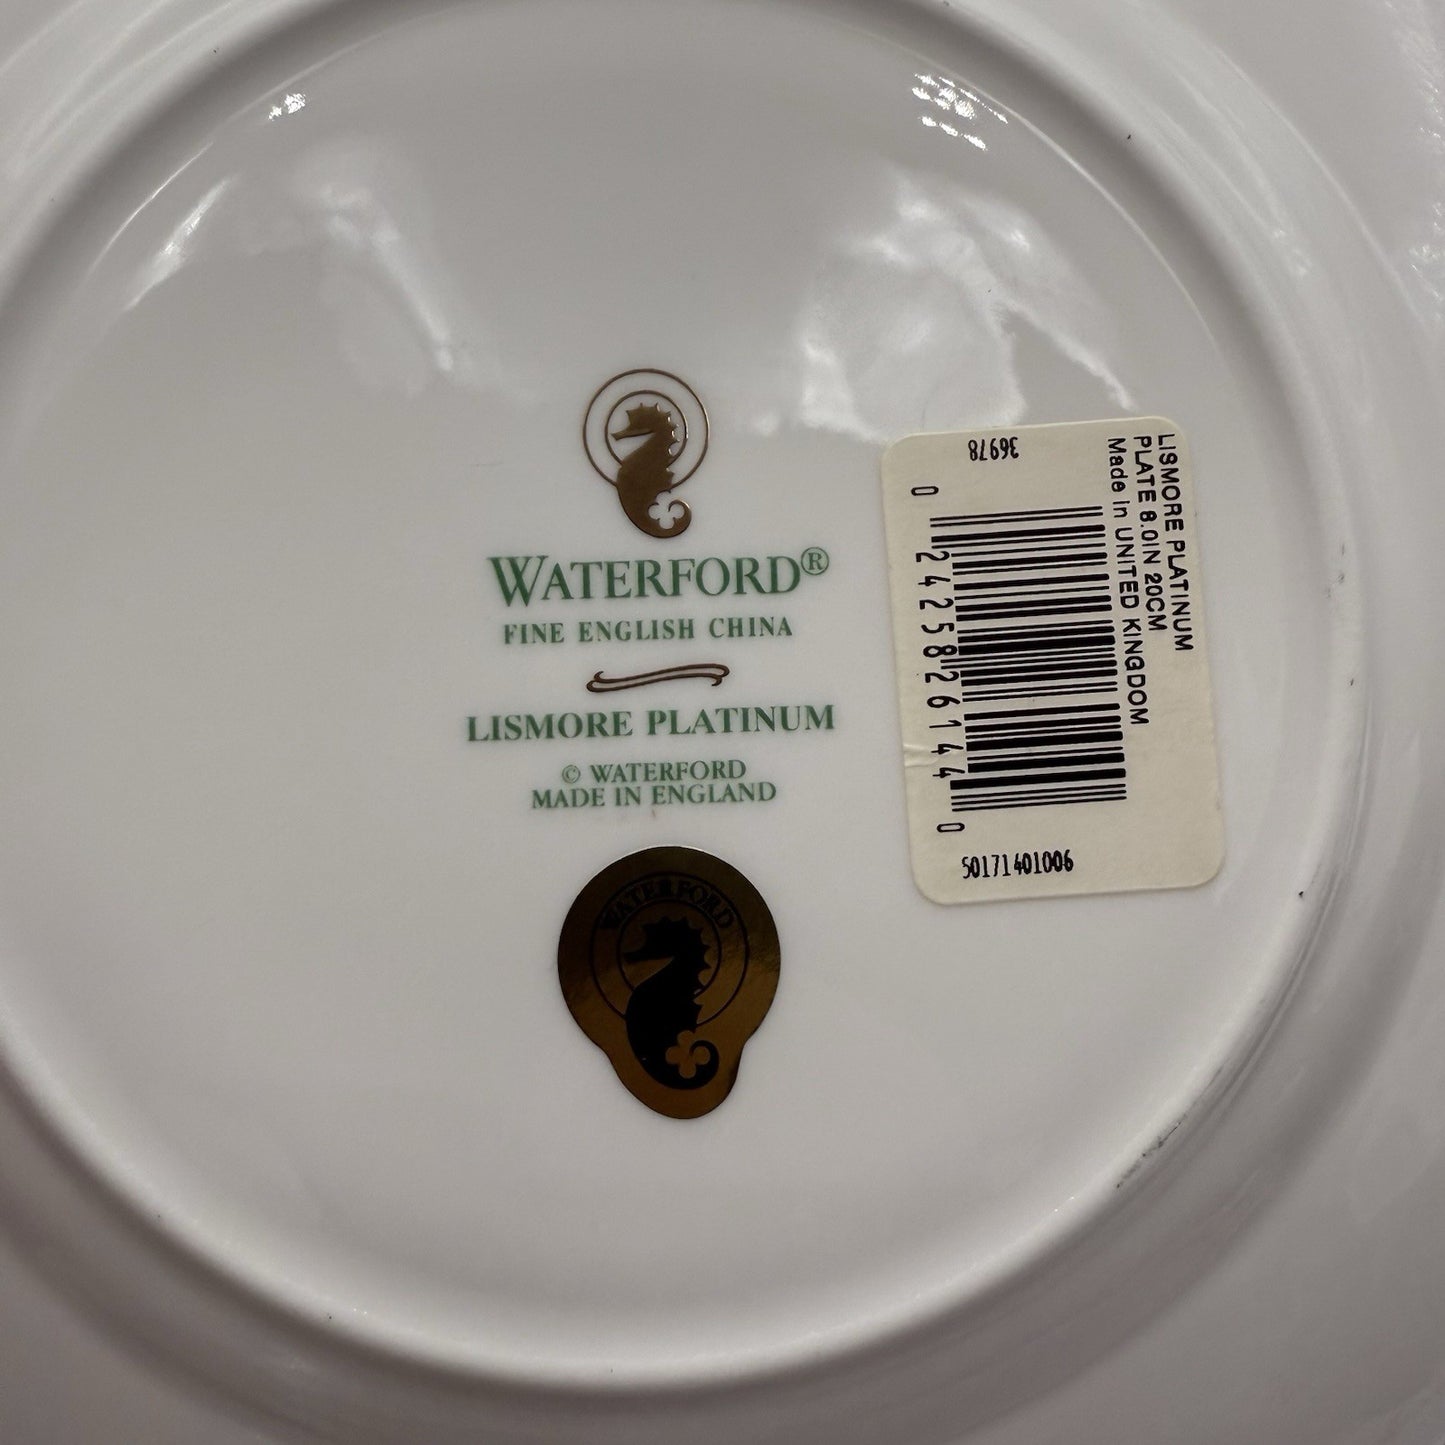 WATERFORD®
FINE ENGLISH CHINA
LISMORE PLATINUM
© WATERFORD
MADE IN ENGLAND
WATERFORD
LISMORE PLATINUM
PLATE 8.0IN 20CM
Made in UNITED KINGDOM
0 24258 26144 0
36978
50171401006